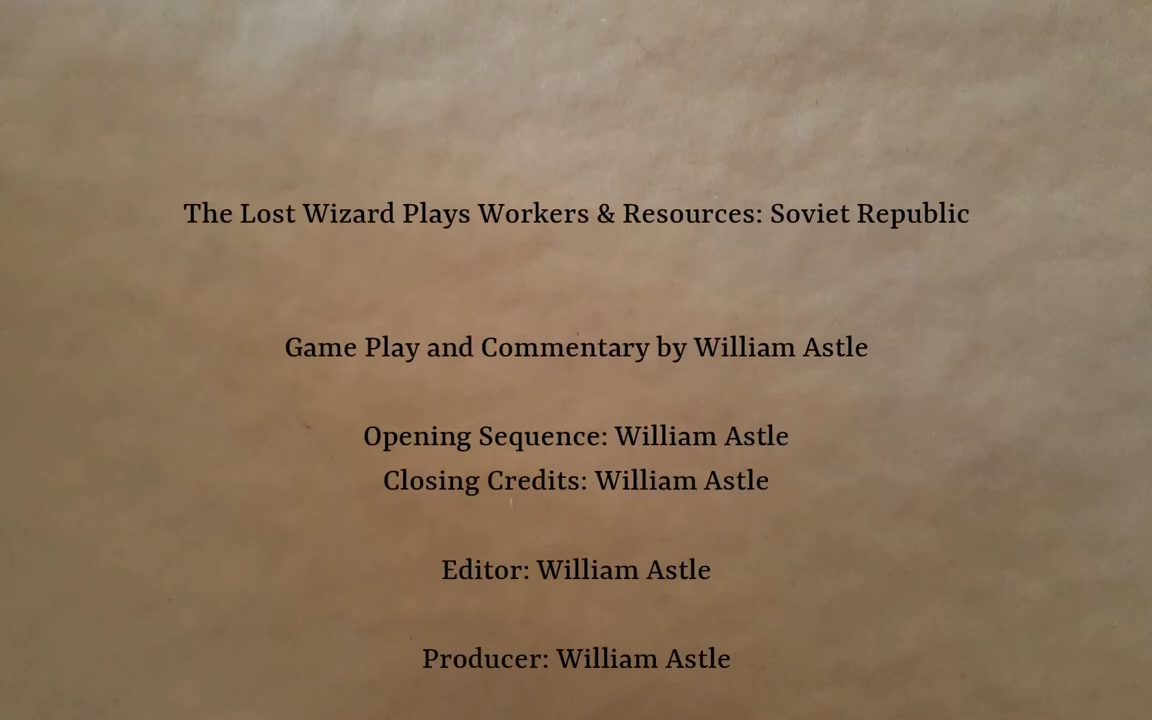 The Lost Wizard Plays Workers & Resources: Soviet Republic
Game Play and Commentary by William Astle
Opening Sequence: William Astle
Closing Credits: William Astle
Editor: William Astle
Producer: William Astle